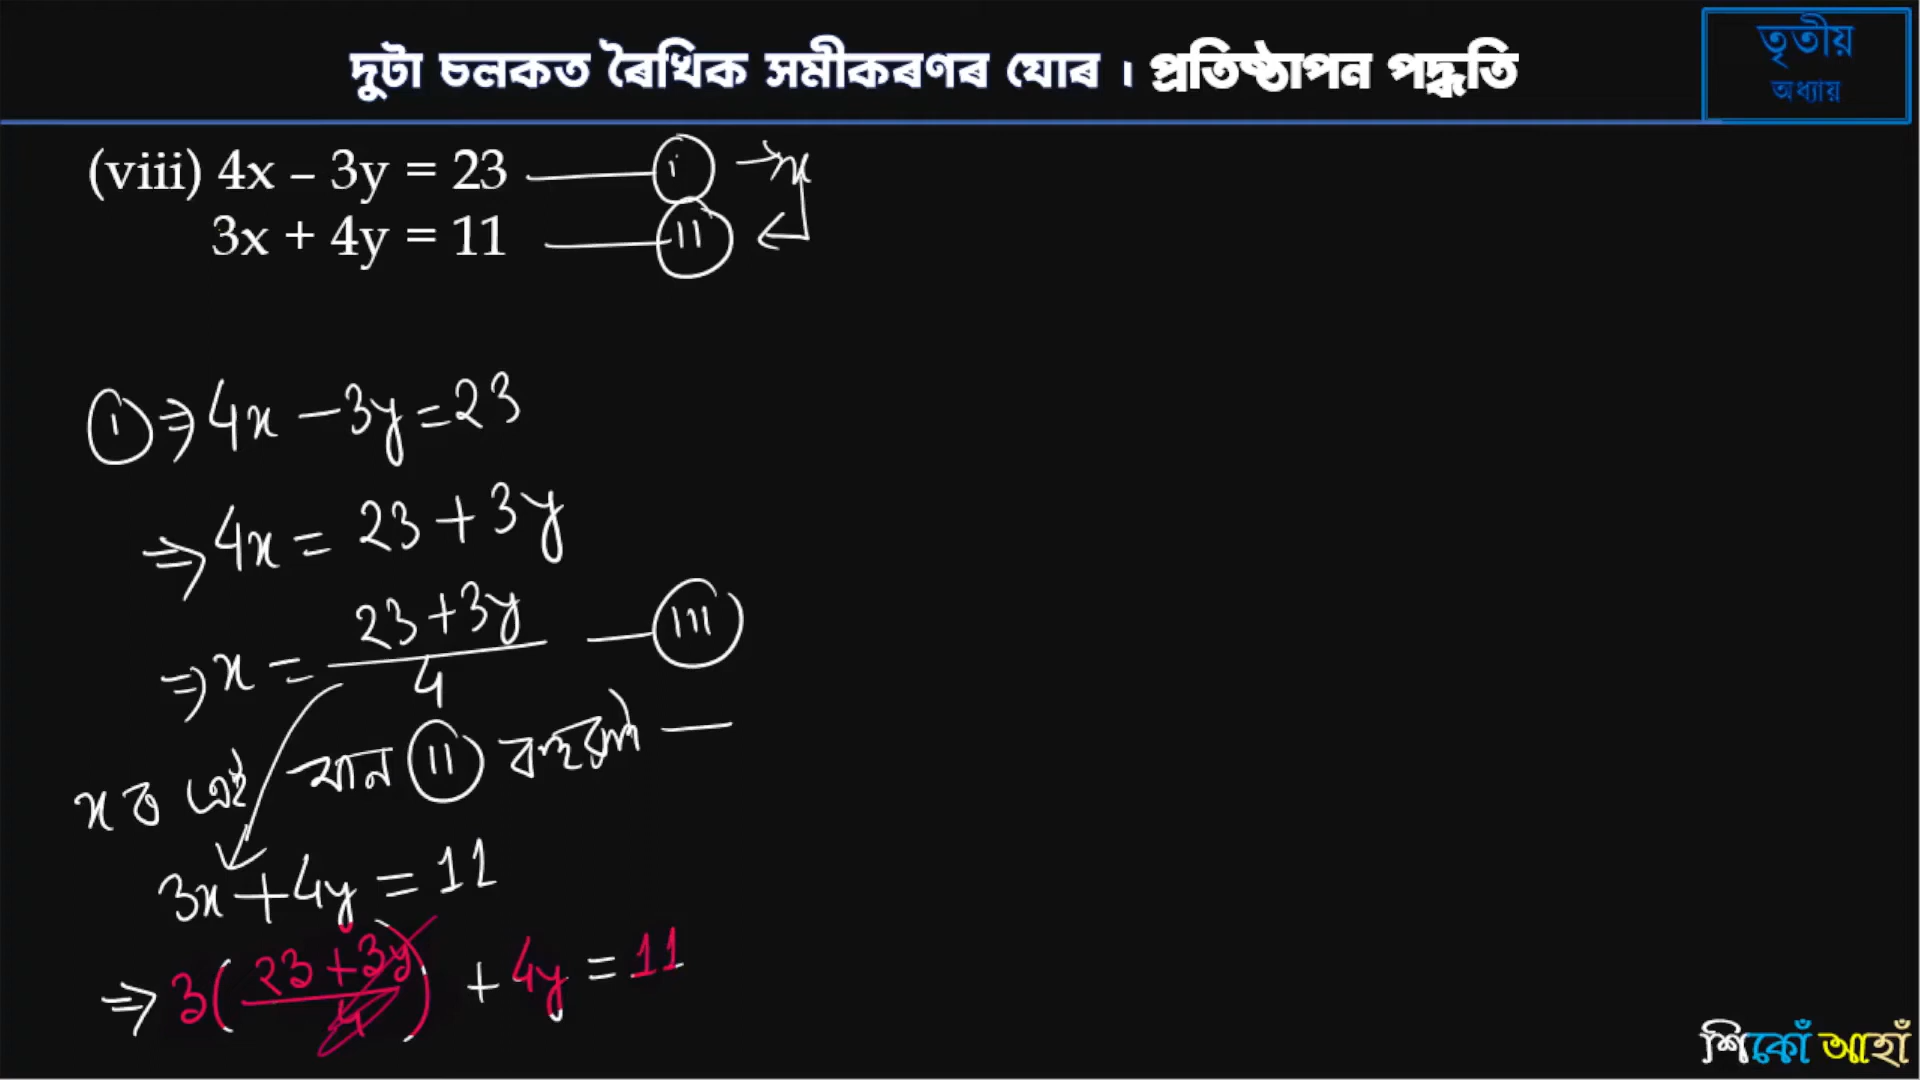 দুটা চলকত ৰৈখিক সমীকৰণৰ যোৰ । প্ৰতিষ্ঠাপন পদ্ধতি
তৃতীয়
অধ্যায়
(viii) 4x – 3y = 23 —— (i) → x
3x + 4y = 11 —— (ii)
(i) ⇒ 4x − 3y = 23
⇒ 4x = 23 + 3y
⇒ x = (23 + 3y)/4 — (iii)
x ৰ এই মান (ii) ত —
3x + 4y = 11
⇒ 3((23 + 3y)/4) + 4y = 11
শিকোঁ আহাঁ